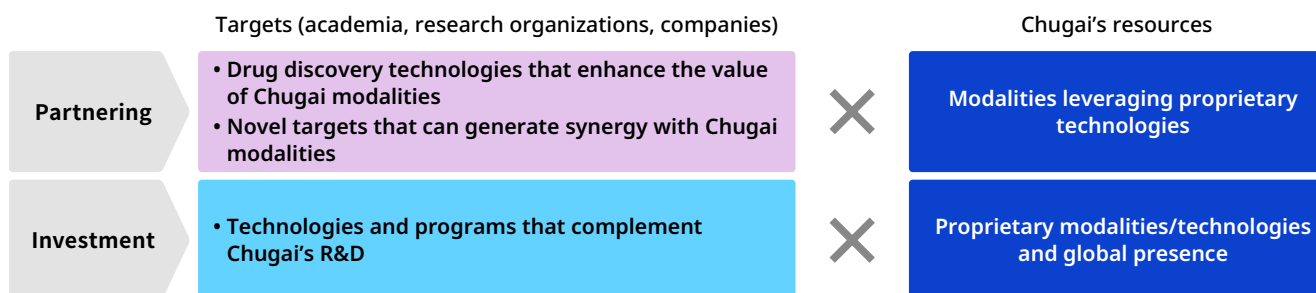 Targets (academia, research organizations, companies)
Chugai’s resources
Partnering
• Drug discovery technologies that enhance the value
of Chugai modalities
• Novel targets that can generate synergy with Chugai
modalities
Modalities leveraging proprietary
technologies
Investment
• Technologies and programs that complement
Chugai’s R&D
Proprietary modalities/technologies
and global presence